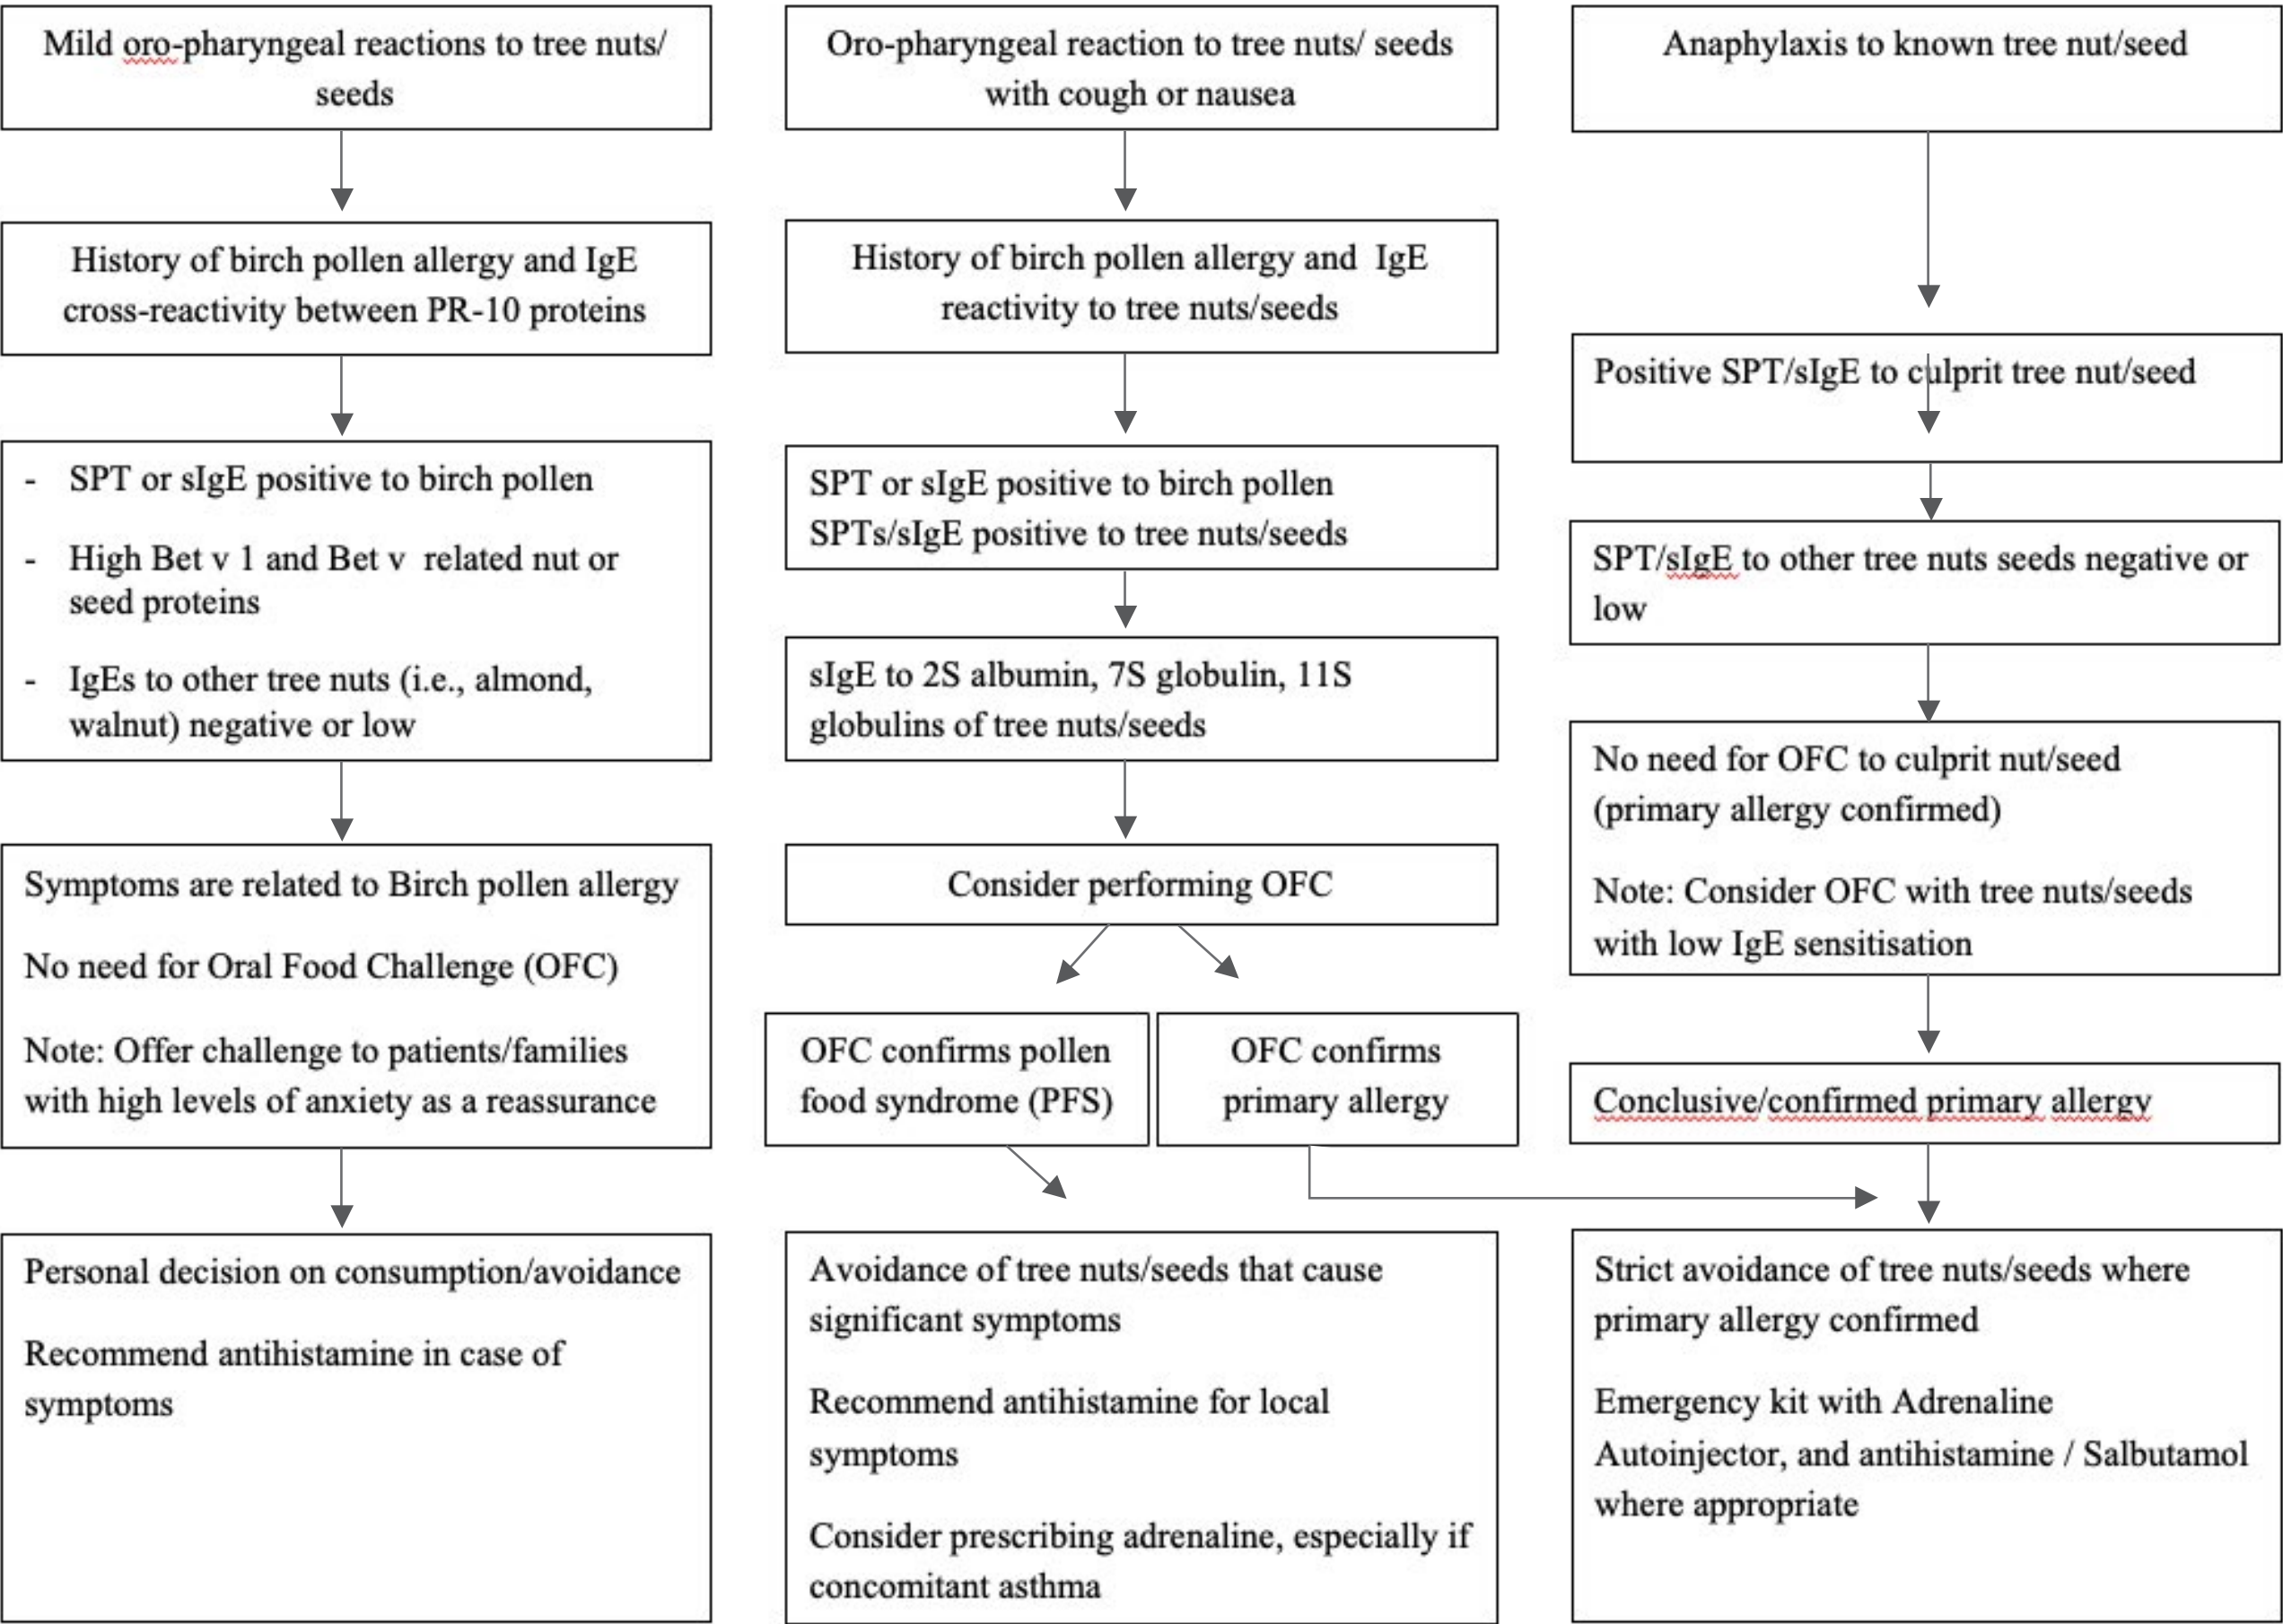 Mild oro-pharyngeal reactions to tree nuts/
seeds
History of birch pollen allergy and IgE
cross-reactivity between PR-10 proteins
- SPT or sIgE positive to birch pollen
- High Bet v 1 and Bet v related nut or
seed proteins
- IgEs to other tree nuts (i.e., almond,
walnut) negative or low
Symptoms are related to Birch pollen allergy
No need for Oral Food Challenge (OFC)
Note: Offer challenge to patients/families
with high levels of anxiety as a reassurance
Personal decision on consumption/avoidance
Recommend antihistamine in case of
symptoms
Oro-pharyngeal reaction to tree nuts/ seeds
with cough or nausea
History of birch pollen allergy and IgE
reactivity to tree nuts/seeds
SPT or sIgE positive to birch pollen
SPTs/sIgE positive to tree nuts/seeds
sIgE to 2S albumin, 7S globulin, 11S
globulins of tree nuts/seeds
Consider performing OFC
OFC confirms pollen
food syndrome (PFS)
OFC confirms
primary allergy
Avoidance of tree nuts/seeds that cause
significant symptoms
Recommend antihistamine for local
symptoms
Consider prescribing adrenaline, especially if
concomitant asthma
Anaphylaxis to known tree nut/seed
Positive SPT/sIgE to culprit tree nut/seed
SPT/sIgE to other tree nuts seeds negative or
low
No need for OFC to culprit nut/seed
(primary allergy confirmed)
Note: Consider OFC with tree nuts/seeds
with low IgE sensitisation
Conclusive/confirmed primary allergy
Strict avoidance of tree nuts/seeds where
primary allergy confirmed
Emergency kit with Adrenaline
Autoinjector, and antihistamine / Salbutamol
where appropriate